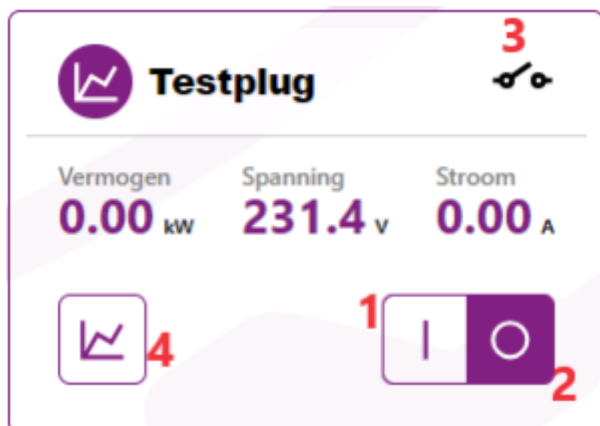 3
Testplug
Vermogen Spanning Stroom
0.00 kW 231.4 V 0.00 A
4 1 2